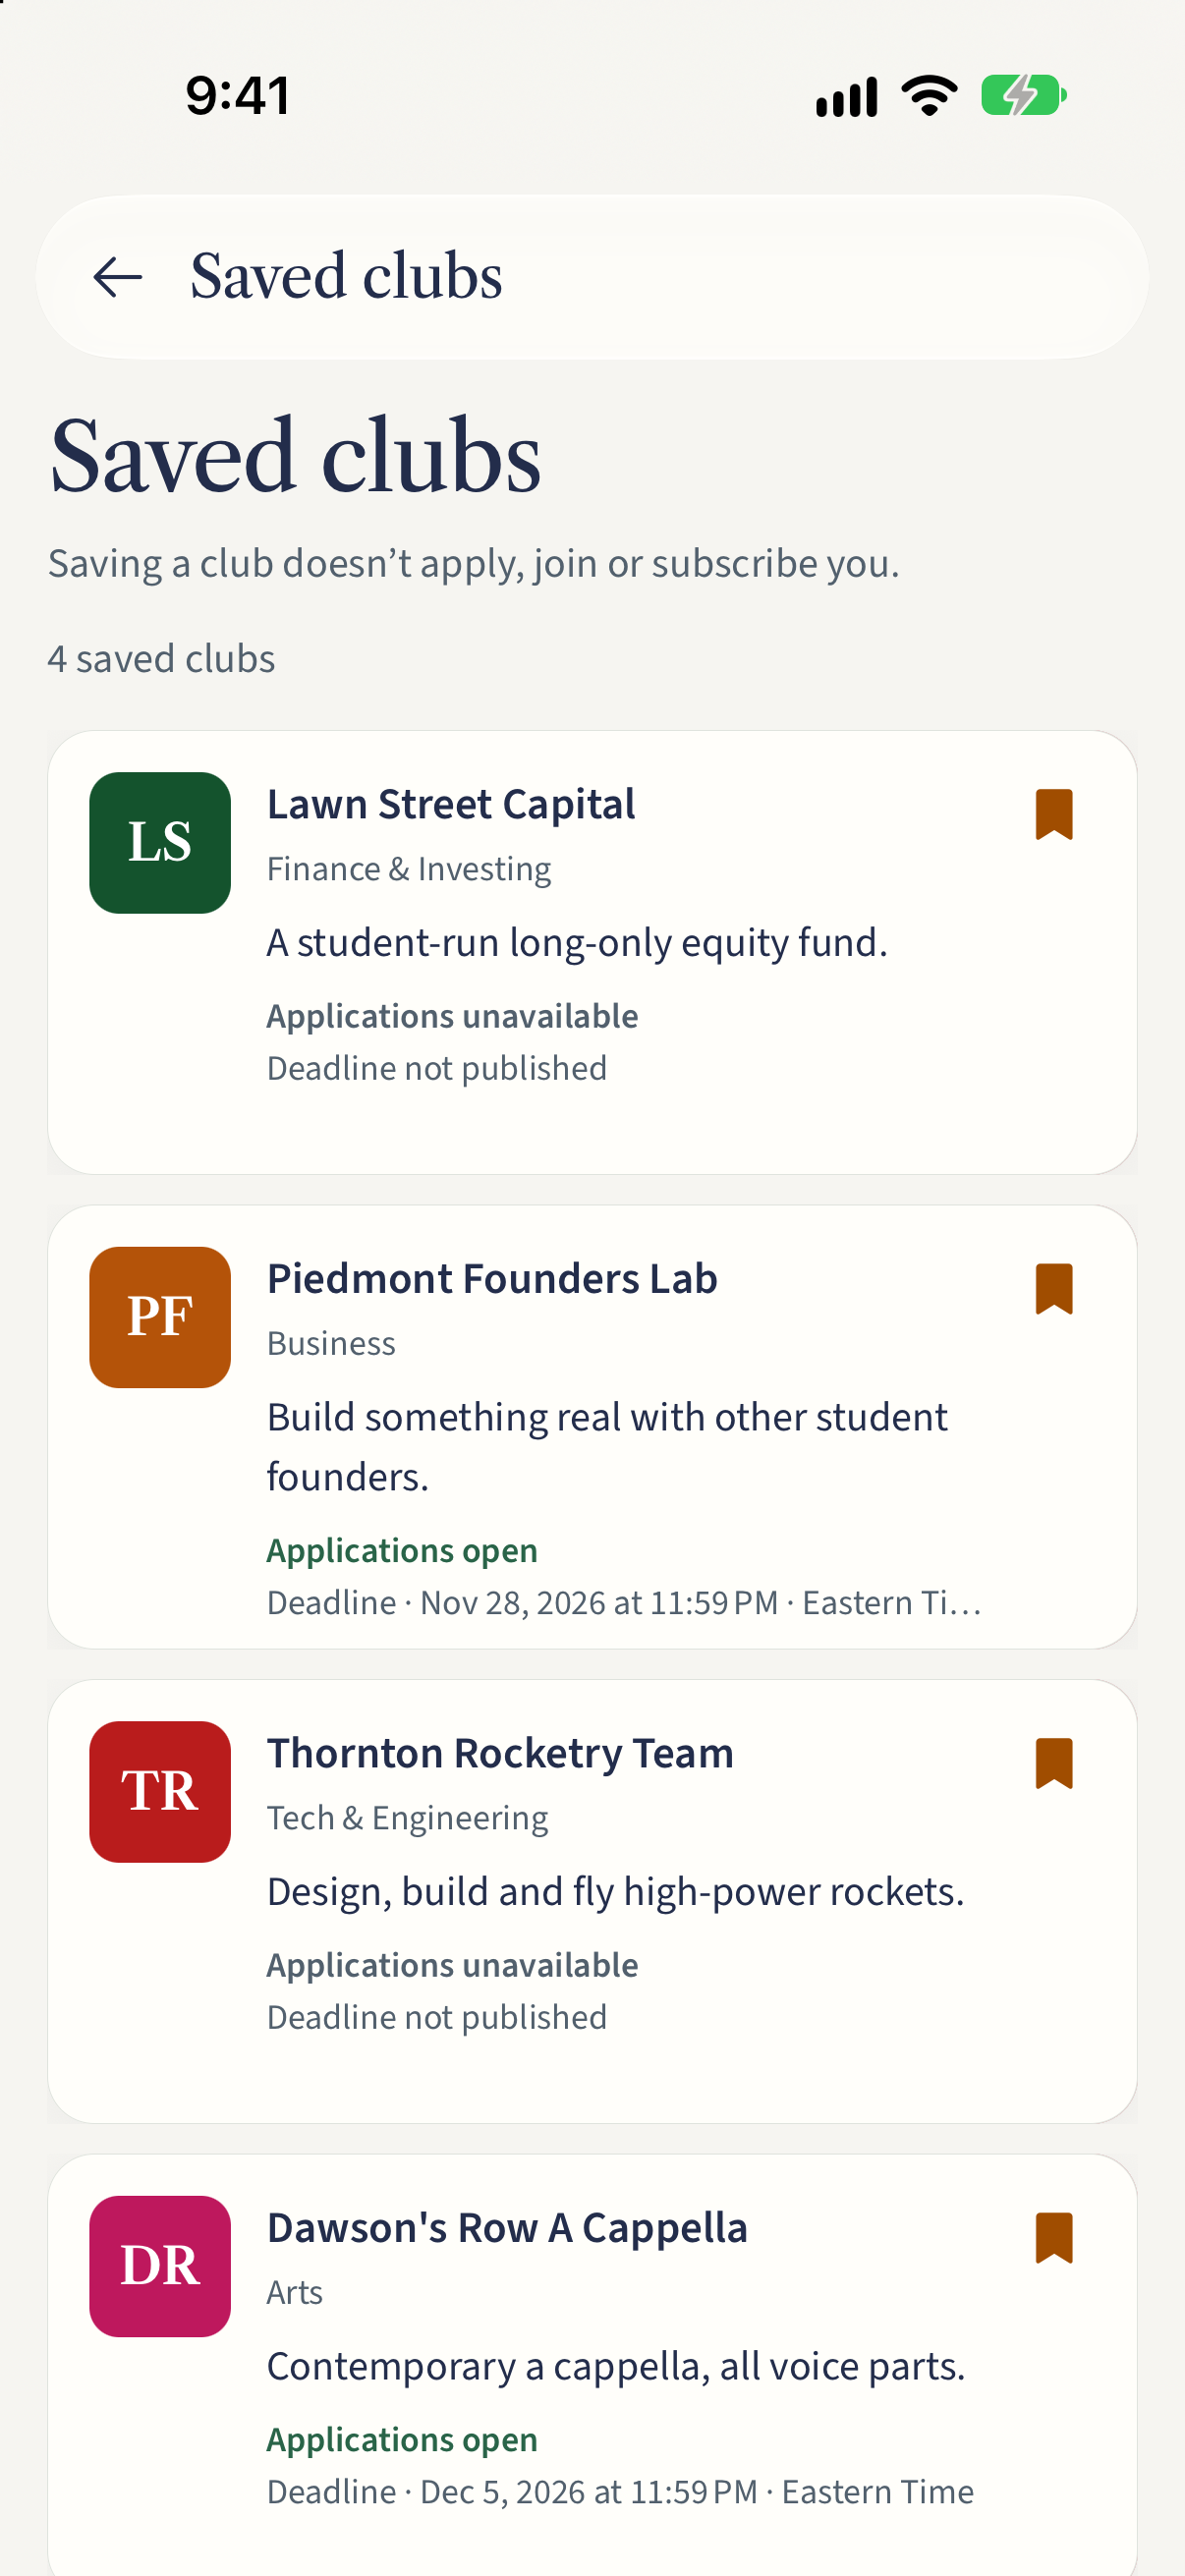 9:41
Saved clubs
Saved clubs
Saving a club doesn’t apply, join or subscribe you.
4 saved clubs
LS
Lawn Street Capital
Finance & Investing
A student-run long-only equity fund.
Applications unavailable
Deadline not published
PF
Piedmont Founders Lab
Business
Build something real with other student
founders.
Applications open
Deadline · Nov 28, 2026 at 11:59 PM · Eastern Ti…
TR
Thornton Rocketry Team
Tech & Engineering
Design, build and fly high-power rockets.
Applications unavailable
Deadline not published
DR
Dawson's Row A Cappella
Arts
Contemporary a cappella, all voice parts.
Applications open
Deadline · Dec 5, 2026 at 11:59 PM · Eastern Time